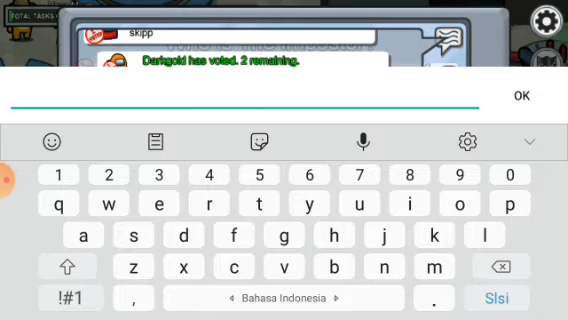 TOTAL TASKS
skipp
Darkgold has voted. 2 remaining.
OK
1 2 3 4 5 6 7 8 9 0
q w e r t y u i o p
a s d f g h j k l
z x c v b n m
!#1 , Bahasa Indonesia . Slsi